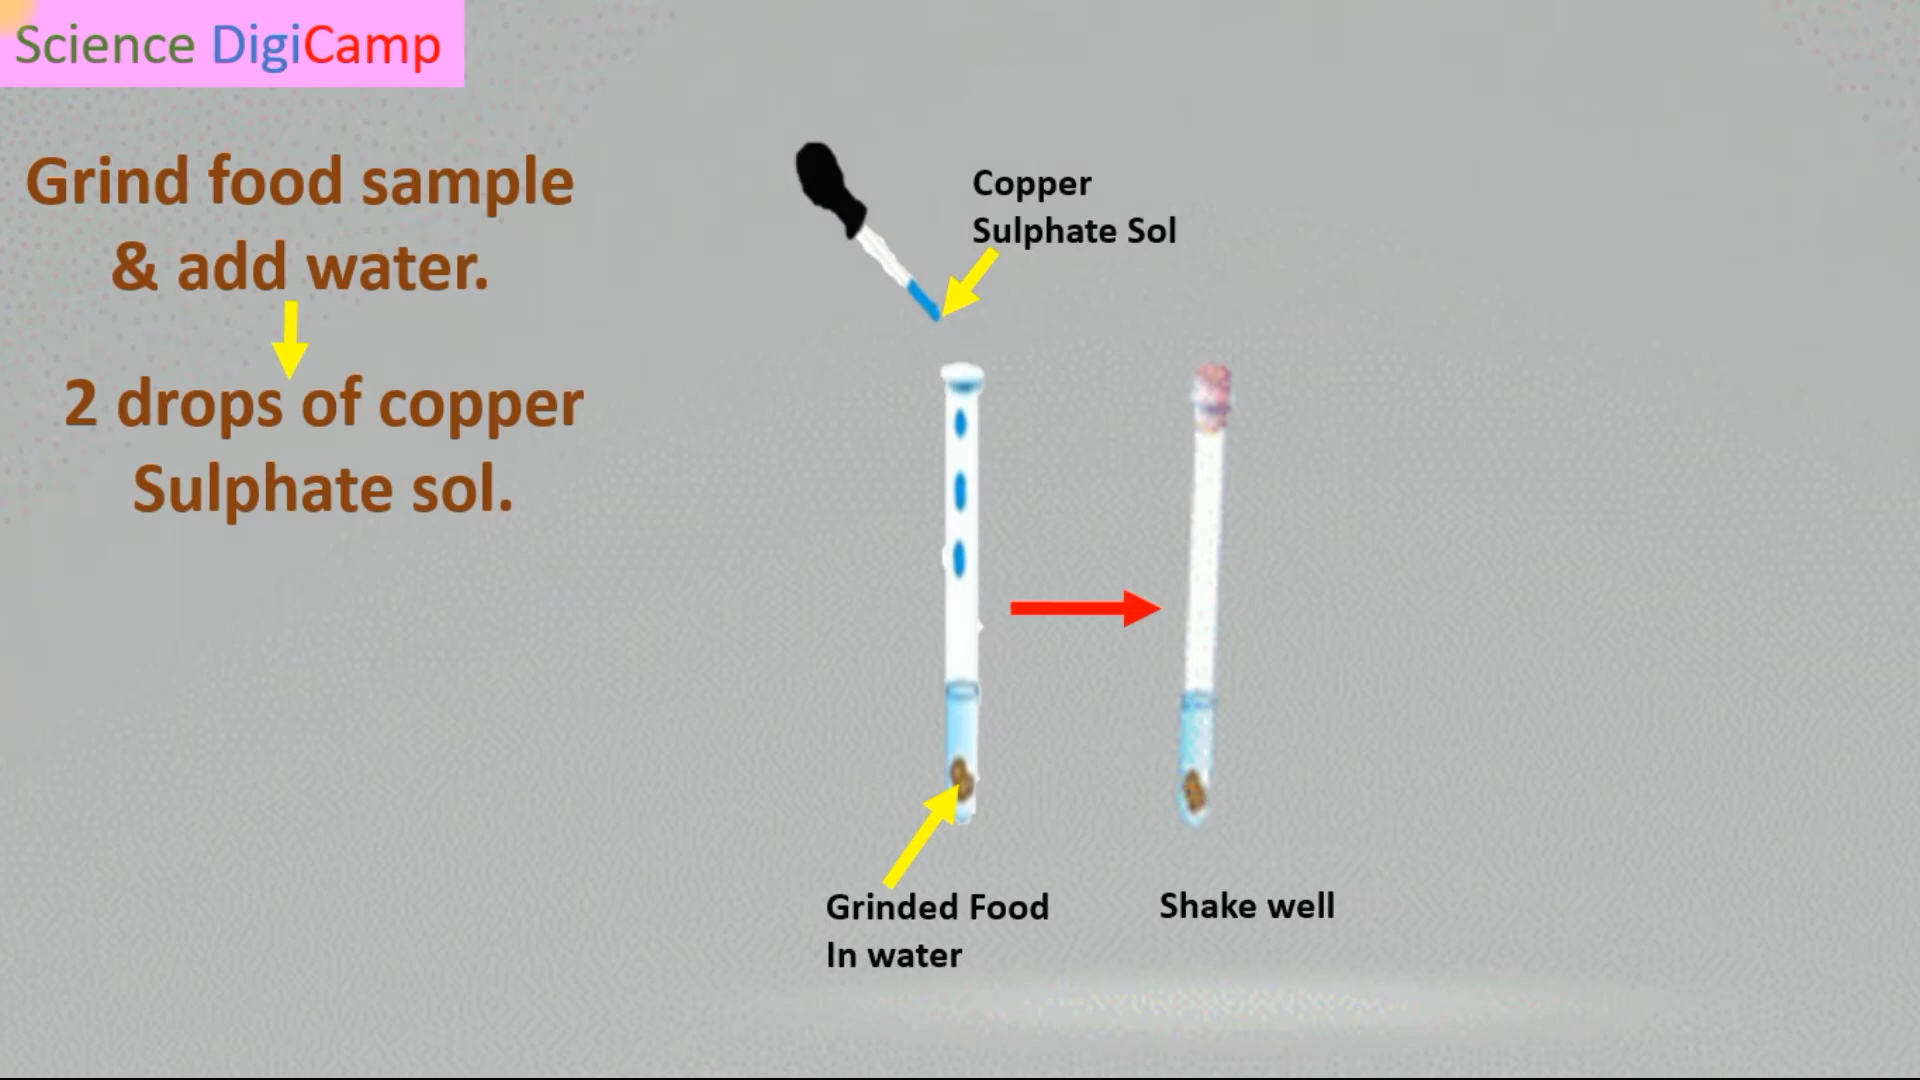 Science DigiCamp
Grind food sample
& add water.
2 drops of copper
Sulphate sol.
Copper
Sulphate Sol
Grinded Food
In water
Shake well